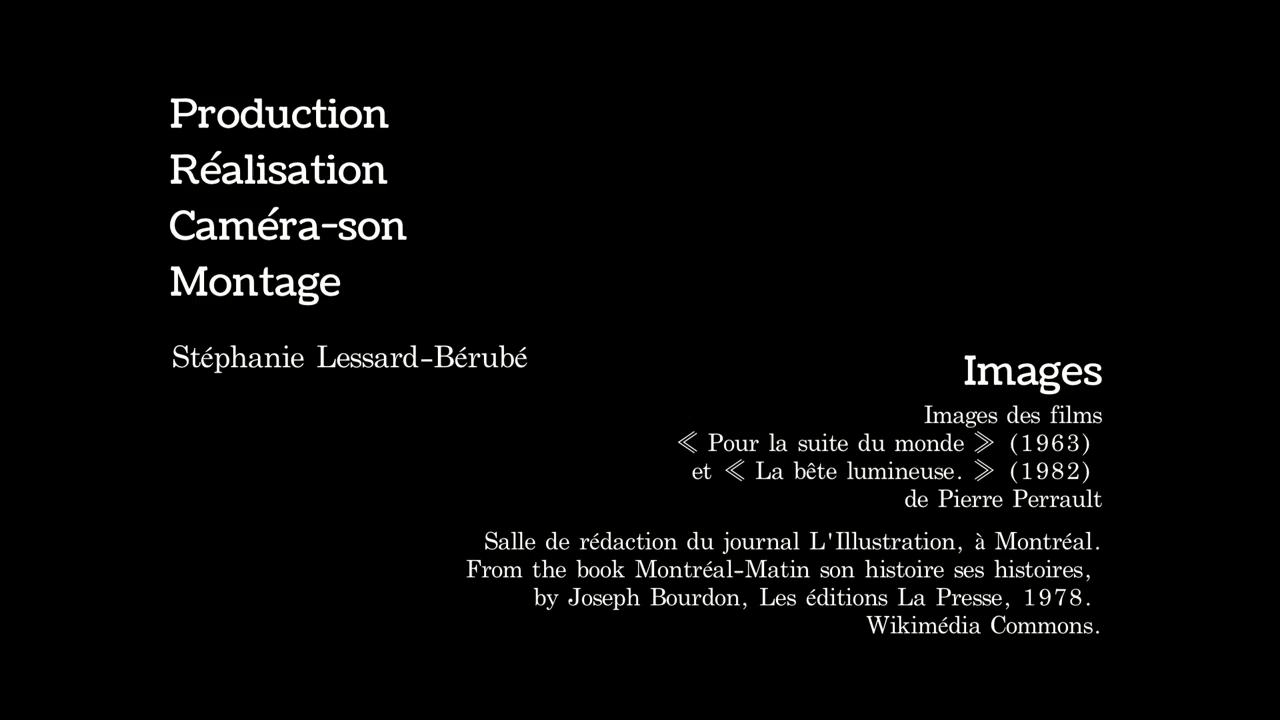 Production
Réalisation
Caméra-son
Montage
Stéphanie Lessard-Bérubé
Images
Images des films
≪ Pour la suite du monde ≫ (1963)
et ≪ La bête lumineuse. ≫ (1982)
de Pierre Perrault
Salle de rédaction du journal L'Illustration, à Montréal.
From the book Montréal-Matin son histoire ses histoires,
by Joseph Bourdon, Les éditions La Presse, 1978.
Wikimédia Commons.